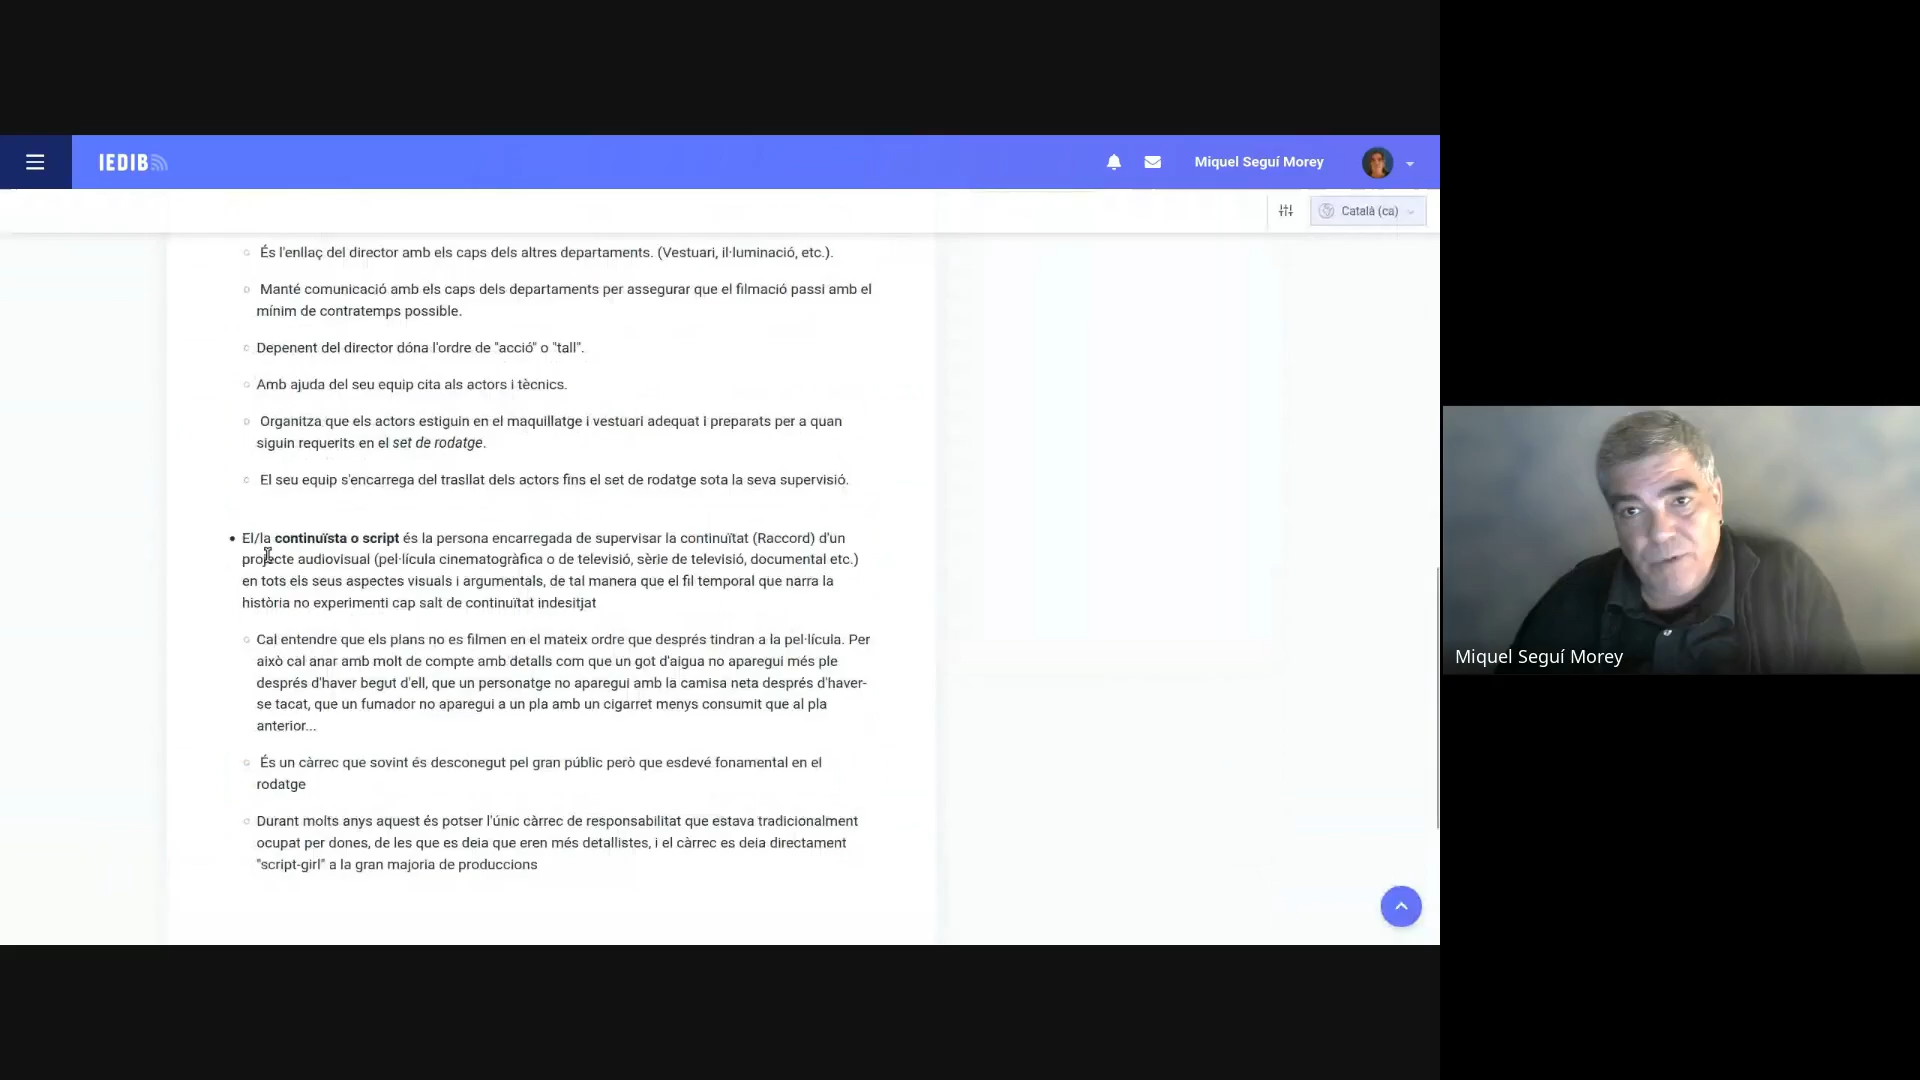 IEDIB
Miquel Seguí Morey
Català (ca)
És l'enllaç del director amb els caps dels altres departaments. (Vestuari, il·luminació, etc.).
Manté comunicació amb els caps dels departaments per assegurar que el filmació passi amb el
mínim de contratemps possible.
Depenent del director dóna l'ordre de "acció" o "tall".
Amb ajuda del seu equip cita als actors i tècnics.
Organitza que els actors estiguin en el maquillatge i vestuari adequat i preparats per a quan
siguin requerits en el set de rodatge.
El seu equip s'encarrega del trasllat dels actors fins el set de rodatge sota la seva supervisió.
El/la continuïsta o script és la persona encarregada de supervisar la continuïtat (Raccord) d'un
projecte audiovisual (pel·lícula cinematogràfica o de televisió, sèrie de televisió, documental etc.)
en tots els seus aspectes visuals i argumentals, de tal manera que el fil temporal que narra la
història no experimenti cap salt de continuïtat indesitjat
Cal entendre que els plans no es filmen en el mateix ordre que després tindran a la pel·lícula. Per
això cal anar amb molt de compte amb detalls com que un got d'aigua no aparegui més ple
després d'haver begut d'ell, que un personatge no aparegui amb la camisa neta després d'haver-
se tacat, que un fumador no aparegui a un pla amb un cigarret menys consumit que al pla
anterior...
És un càrrec que sovint és desconegut pel gran públic però que esdevé fonamental en el
rodatge
Durant molts anys aquest és potser l'únic càrrec de responsabilitat que estava tradicionalment
ocupat per dones, de les que es deia que eren més detallistes, i el càrrec es deia directament
"script-girl" a la gran majoria de produccions
Miquel Seguí Morey